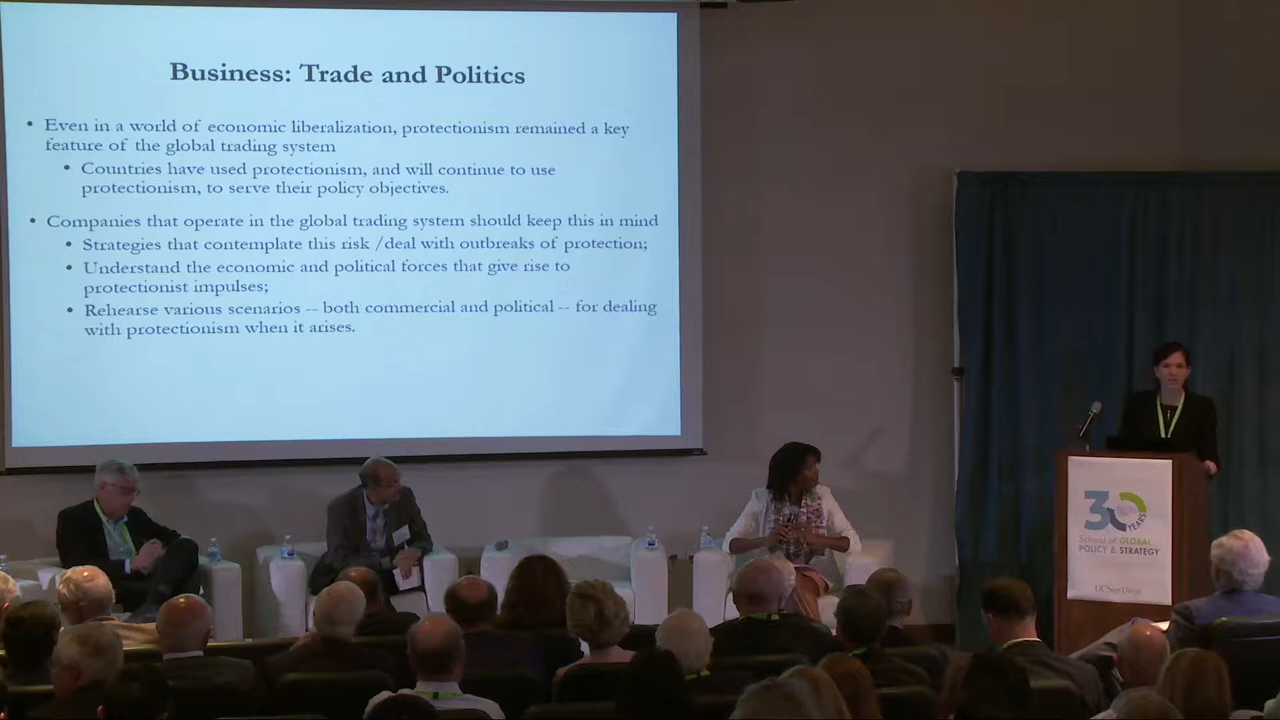 Business: Trade and Politics
• Even in a world of economic liberalization, protectionism remained a key
feature of the global trading system
• Countries have used protectionism, and will continue to use
protectionism, to serve their policy objectives.
• Companies that operate in the global trading system should keep this in mind
• Strategies that contemplate this risk /deal with outbreaks of protection;
• Understand the economic and political forces that give rise to
protectionist impulses;
• Rehearse various scenarios -- both commercial and political -- for dealing
with protectionism when it arises.
30
YEARS
School of GLOBAL
POLICY & STRATEGY
UC San Diego